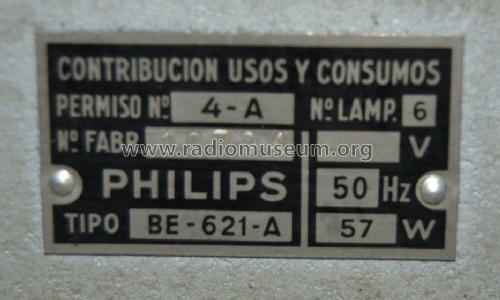 CONTRIBUCION USOS Y CONSUMOS
PERMISO Nº 4-A Nº LAMP. 6
Nº FABR. V
www.radiomuseum.org
PHILIPS 50 Hz
TIPO BE-621-A 57 W